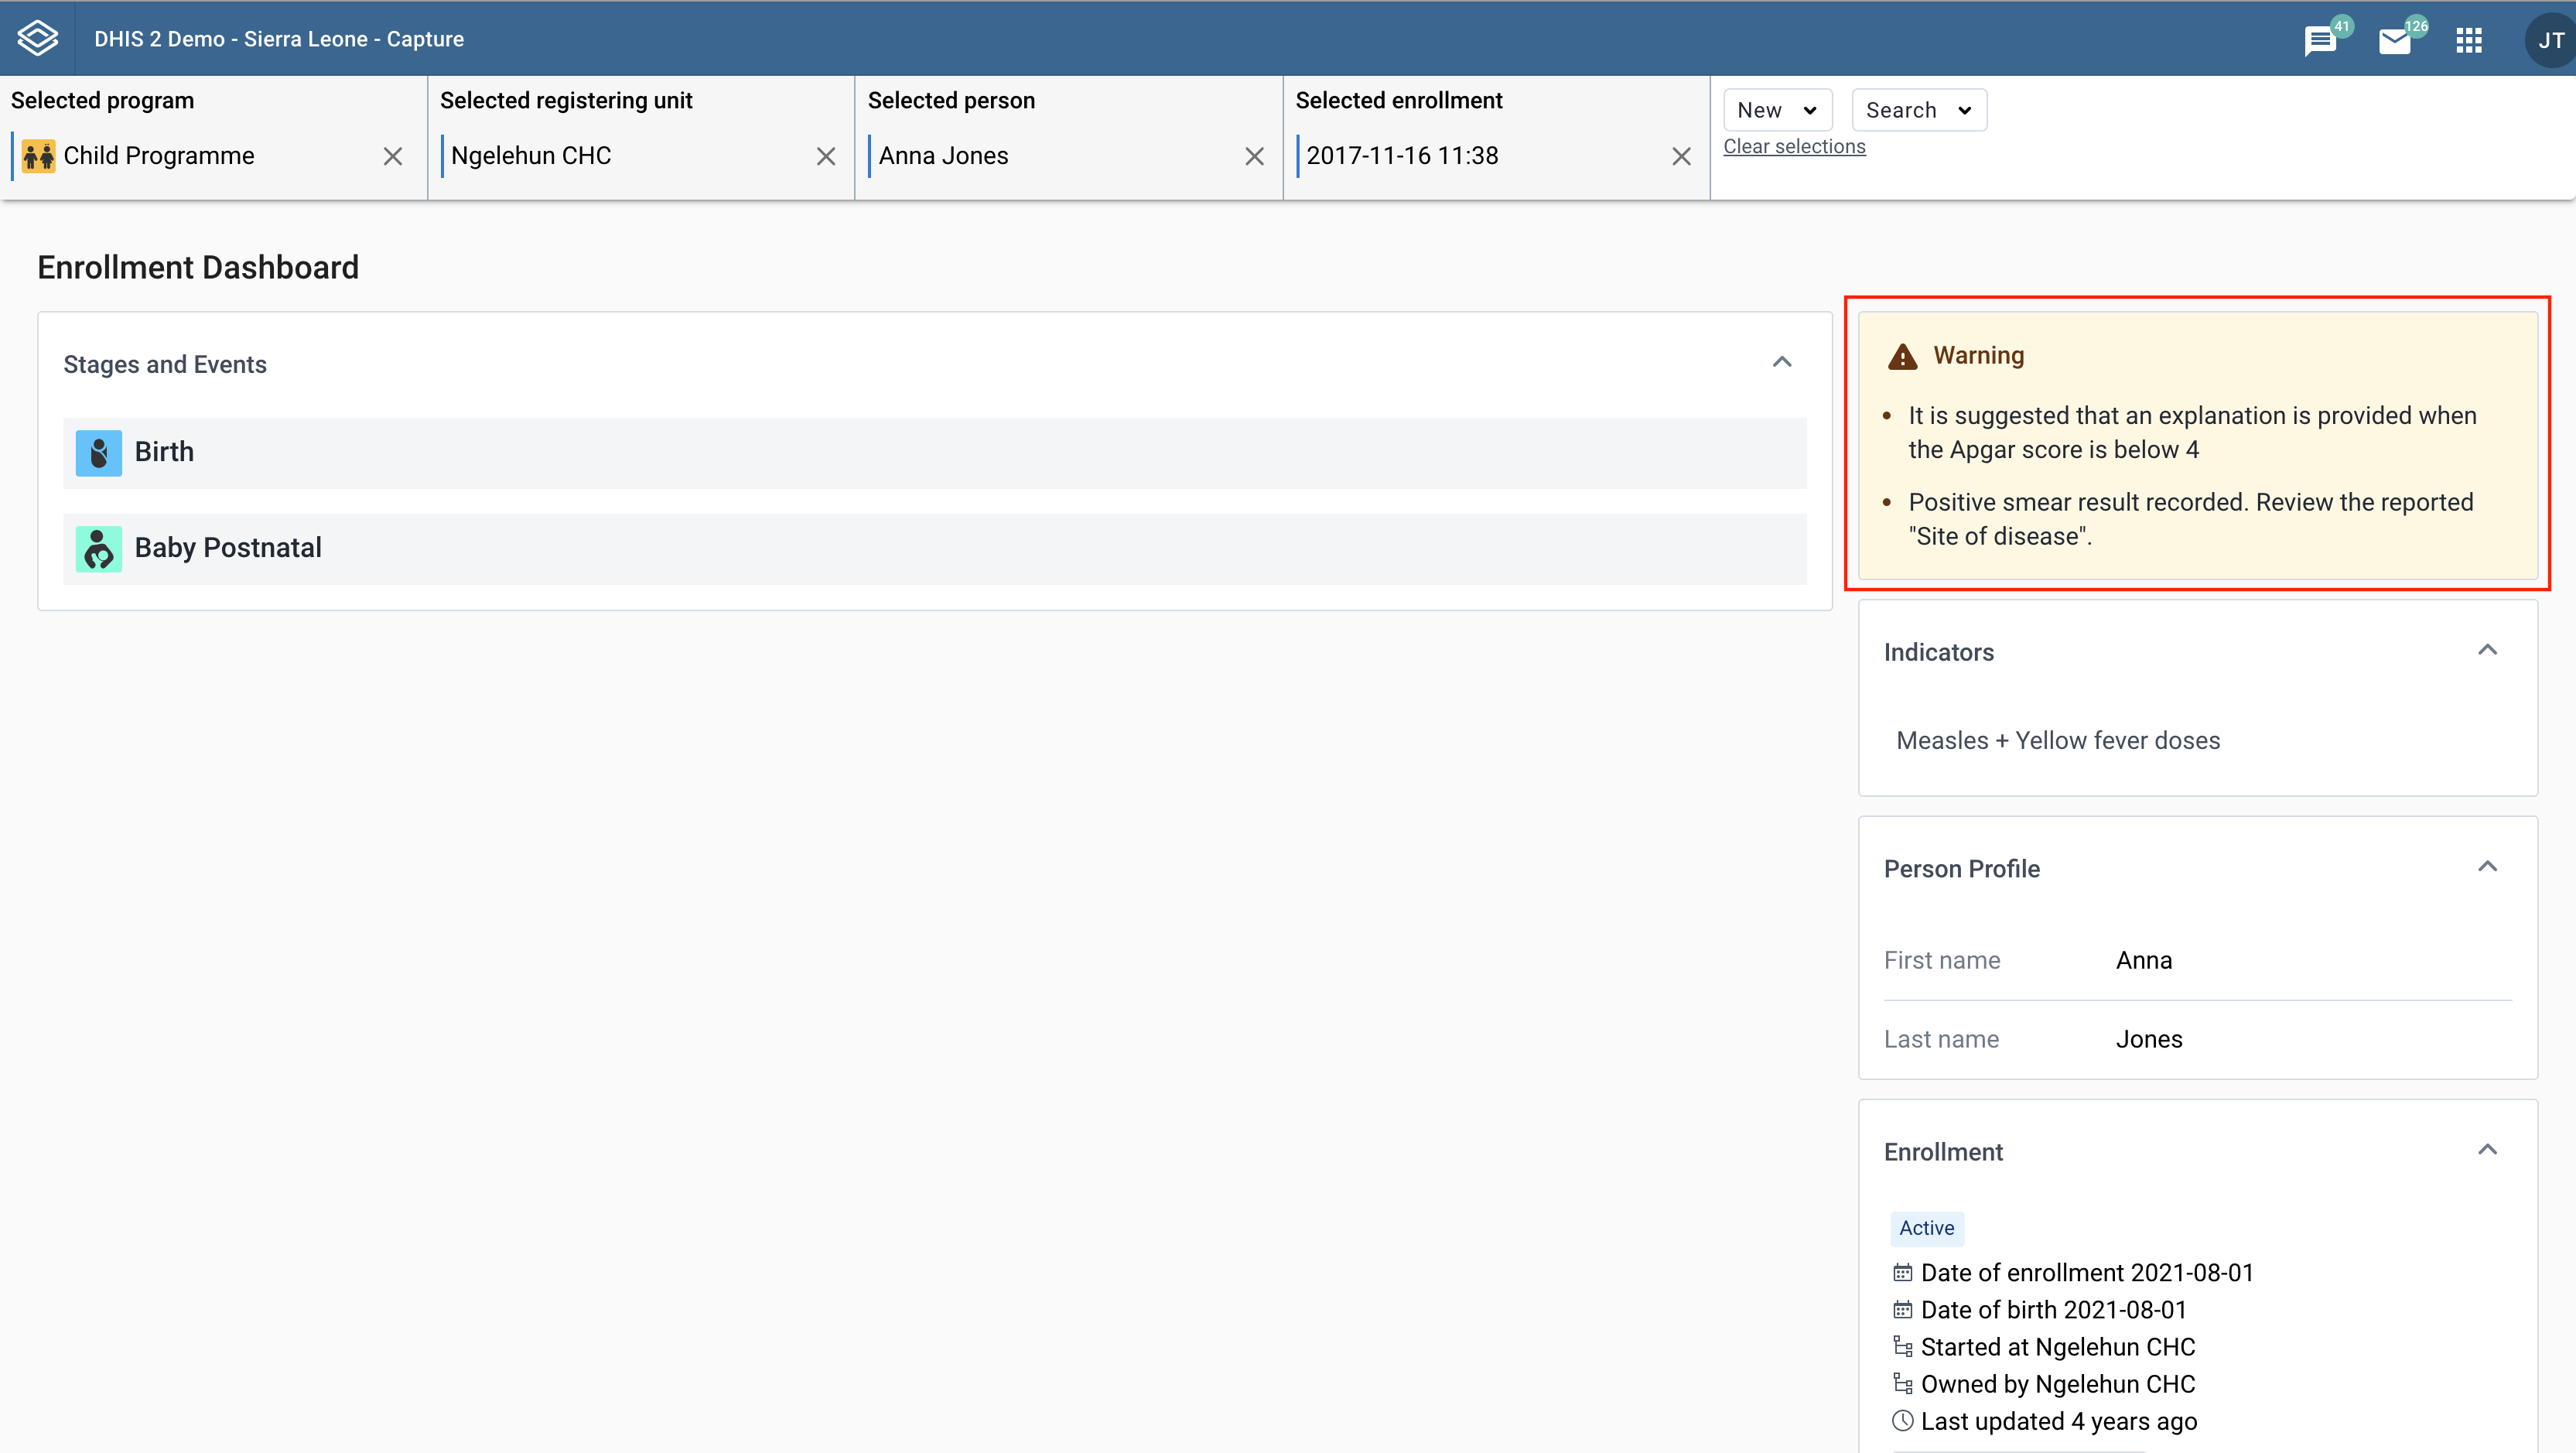 DHIS 2 Demo - Sierra Leone - Capture
41
126
JT
Selected program
Child Programme
Selected registering unit
Ngelehun CHC
Selected person
Anna Jones
Selected enrollment
2017-11-16 11:38
New
Search
Clear selections
Enrollment Dashboard
Stages and Events
Birth
Baby Postnatal
Warning
It is suggested that an explanation is provided when
the Apgar score is below 4
Positive smear result recorded. Review the reported
"Site of disease".
Indicators
Measles + Yellow fever doses
Person Profile
First name Anna
Last name Jones
Enrollment
Active
Date of enrollment 2021-08-01
Date of birth 2021-08-01
Started at Ngelehun CHC
Owned by Ngelehun CHC
Last updated 4 years ago